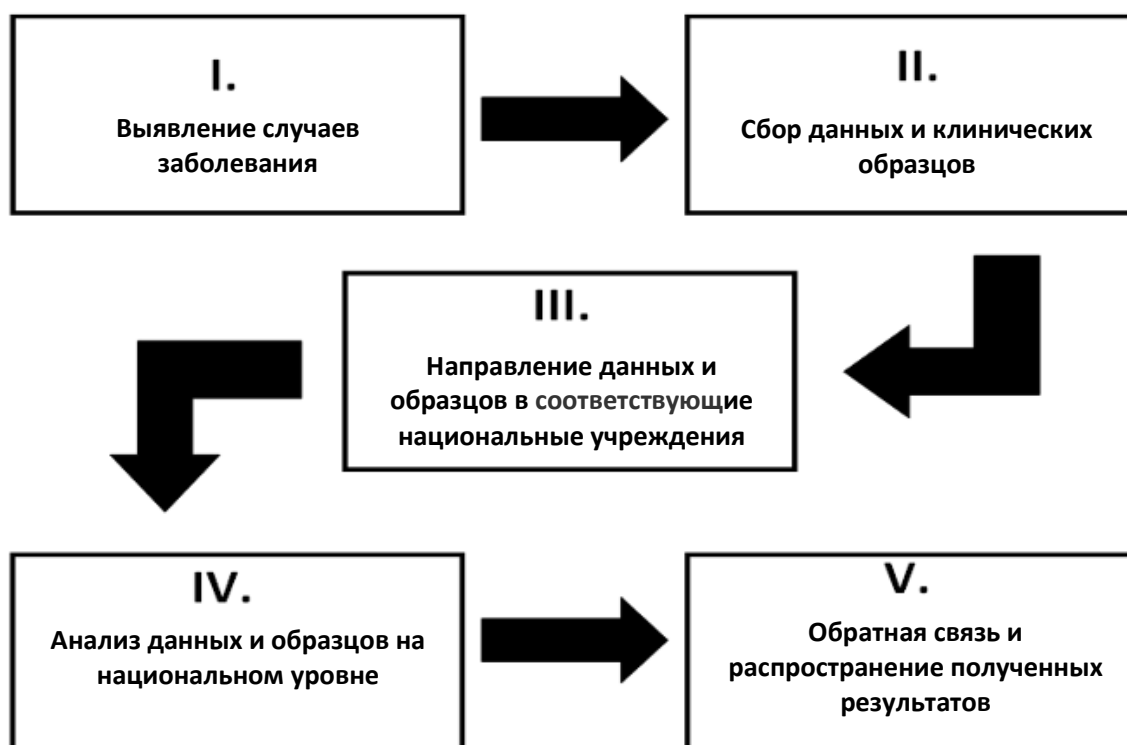 I.
Выявление случаев
заболевания
II.
Сбор данных и клинических
образцов
III.
Направление данных и
образцов в соответствующие
национальные учреждения
IV.
Анализ данных и образцов на
национальном уровне
V.
Обратная связь и
распространение полученных
результатов